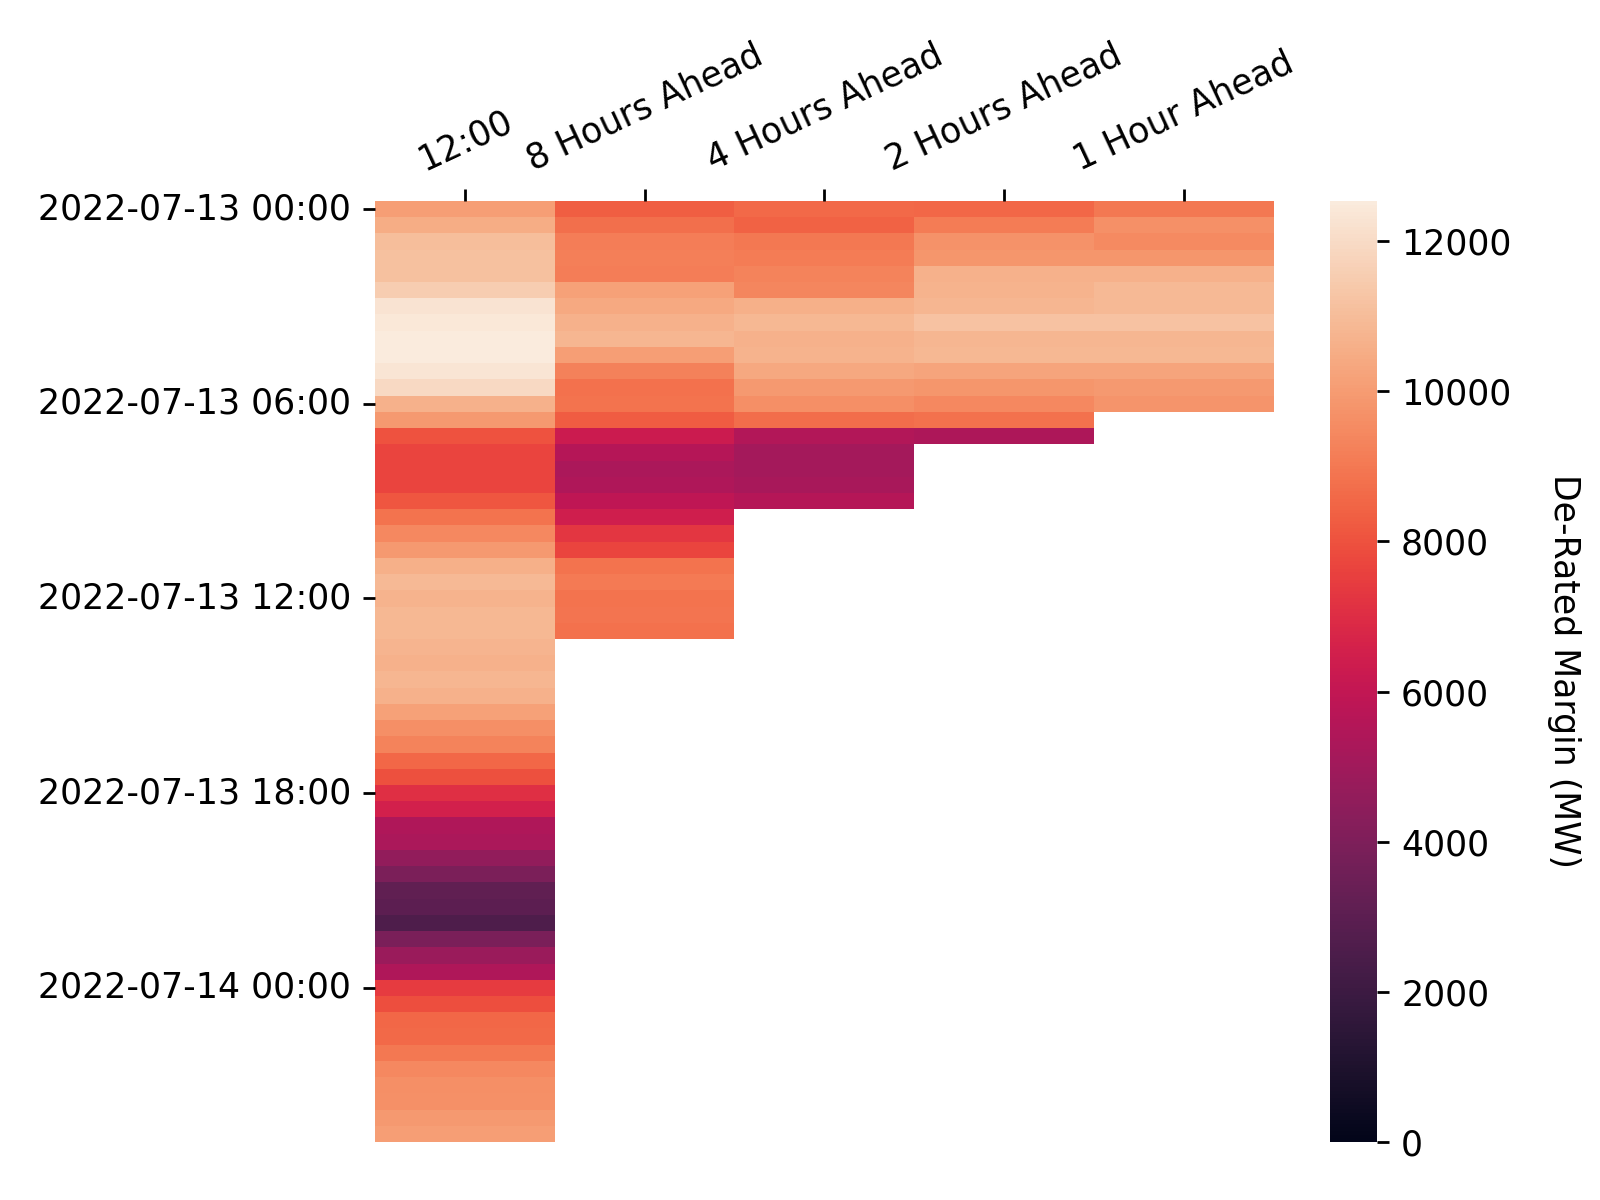 12:00
8 Hours Ahead
4 Hours Ahead
2 Hours Ahead
1 Hour Ahead
2022-07-13 00:00
2022-07-13 06:00
2022-07-13 12:00
2022-07-13 18:00
2022-07-14 00:00
12000
10000
8000
6000
4000
2000
0
De-Rated Margin (MW)